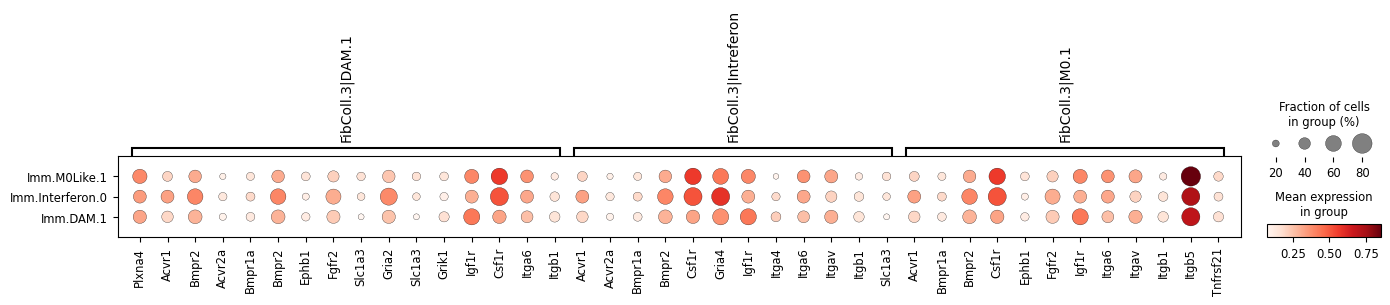 FibColl.3|DAM.1
FibColl.3|Intreferon
FibColl.3|M0.1
Imm.M0Like.1
Imm.Interferon.0
Imm.DAM.1
Plxna4
Acvr1
Bmpr2
Acvr2a
Bmpr1a
Bmpr2
Ephb1
Fgfr2
Slc1a3
Gria2
Slc1a3
Grik1
Igf1r
Csf1r
Itga6
Itgb1
Acvr1
Acvr2a
Bmpr1a
Bmpr2
Csf1r
Gria4
Igf1r
Itga4
Itga6
Itgav
Itgb1
Slc1a3
Acvr1
Bmpr1a
Bmpr2
Csf1r
Ephb1
Fgfr2
Igf1r
Itga6
Itgav
Itgb1
Itgb5
Tnfrsf21
Fraction of cells
in group (%)
20 40 60 80
Mean expression
in group
0.25 0.50 0.75